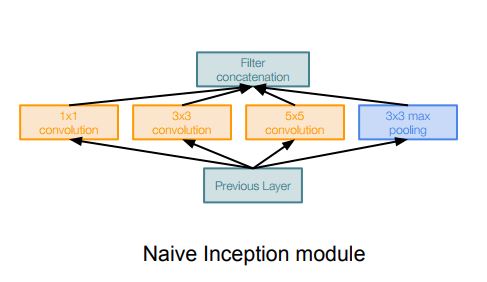 Filter
concatenation
1x1
convolution
3x3
convolution
5x5
convolution
3x3 max
pooling
Previous Layer
Naive Inception module